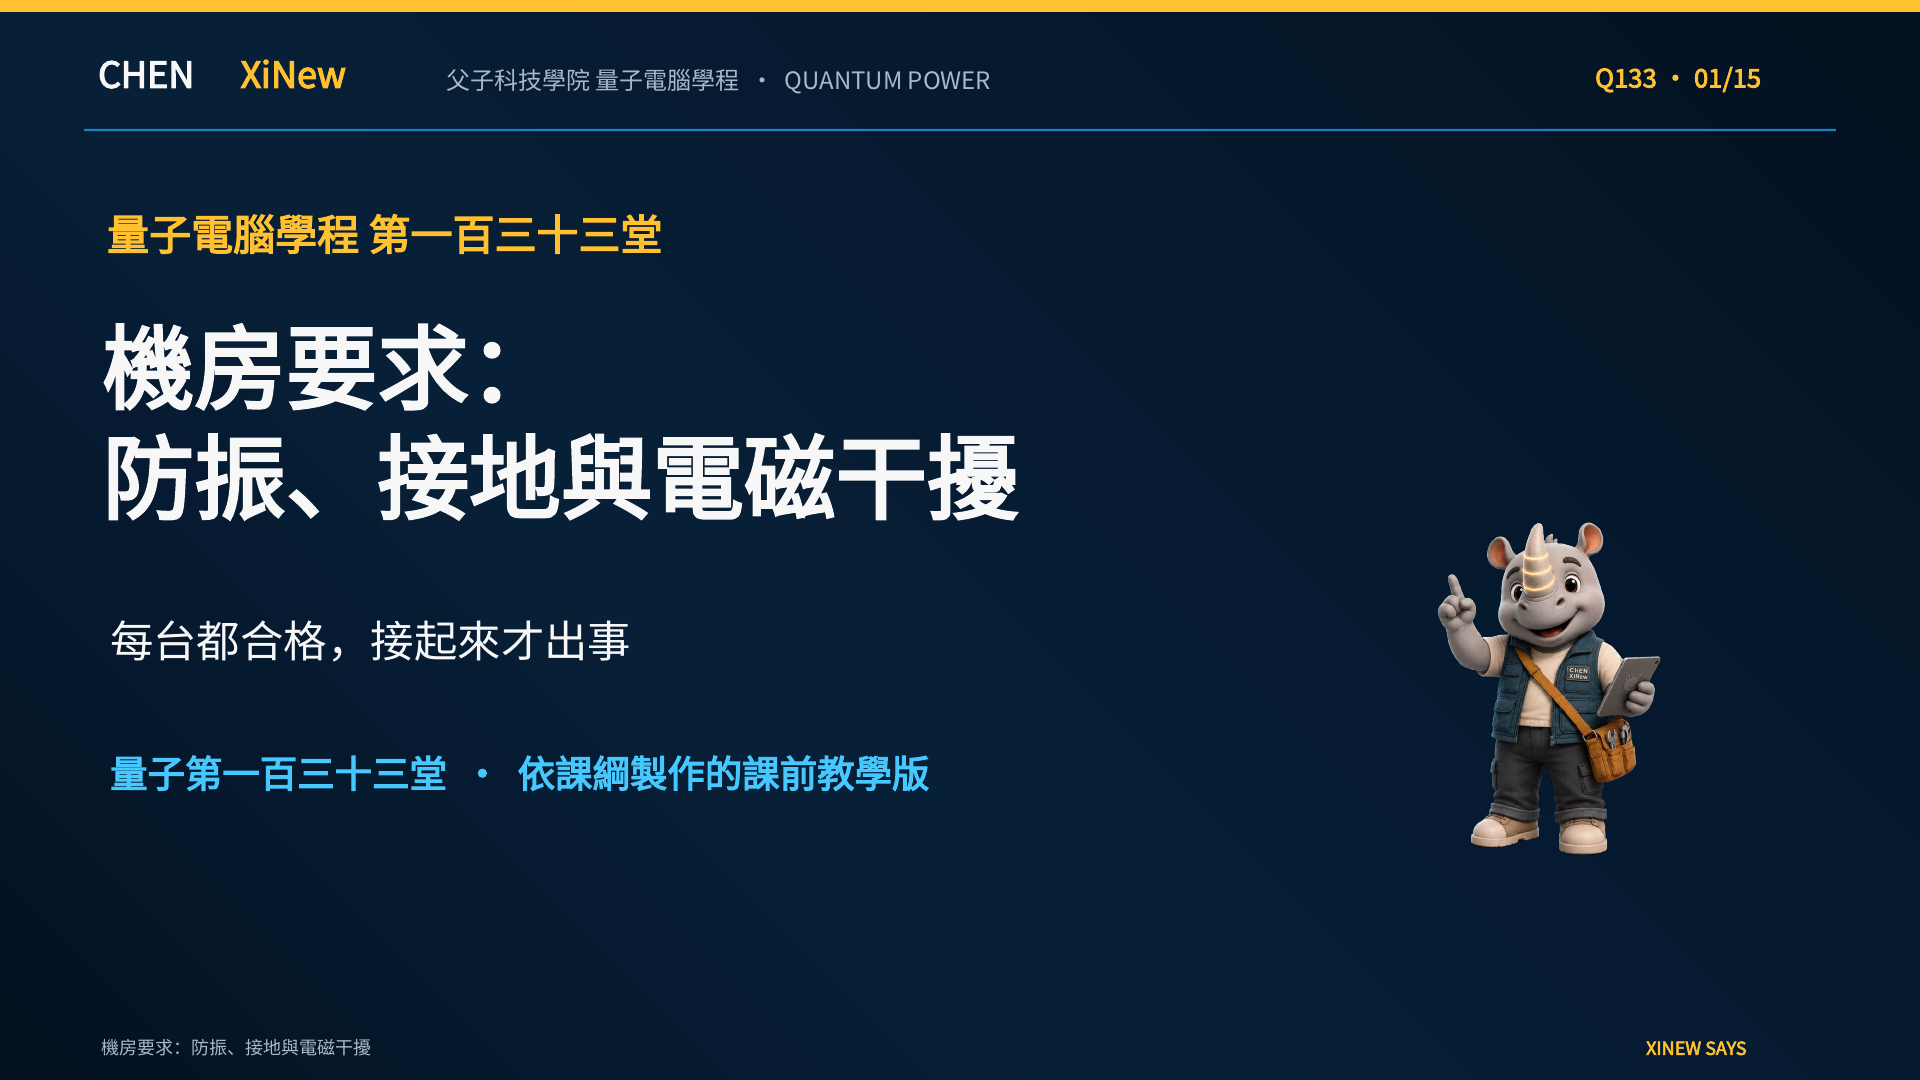 CHEN XiNew 父子科技學院 量子電腦學程 • QUANTUM POWER Q133 • 01/15
量子電腦學程 第一百三十三堂
機房要求：
防振、接地與電磁干擾
每台都合格，接起來才出事
CHEN
XiNew
量子第一百三十三堂 • 依課綱製作的課前教學版
機房要求：防振、接地與電磁干擾 XINEW SAYS